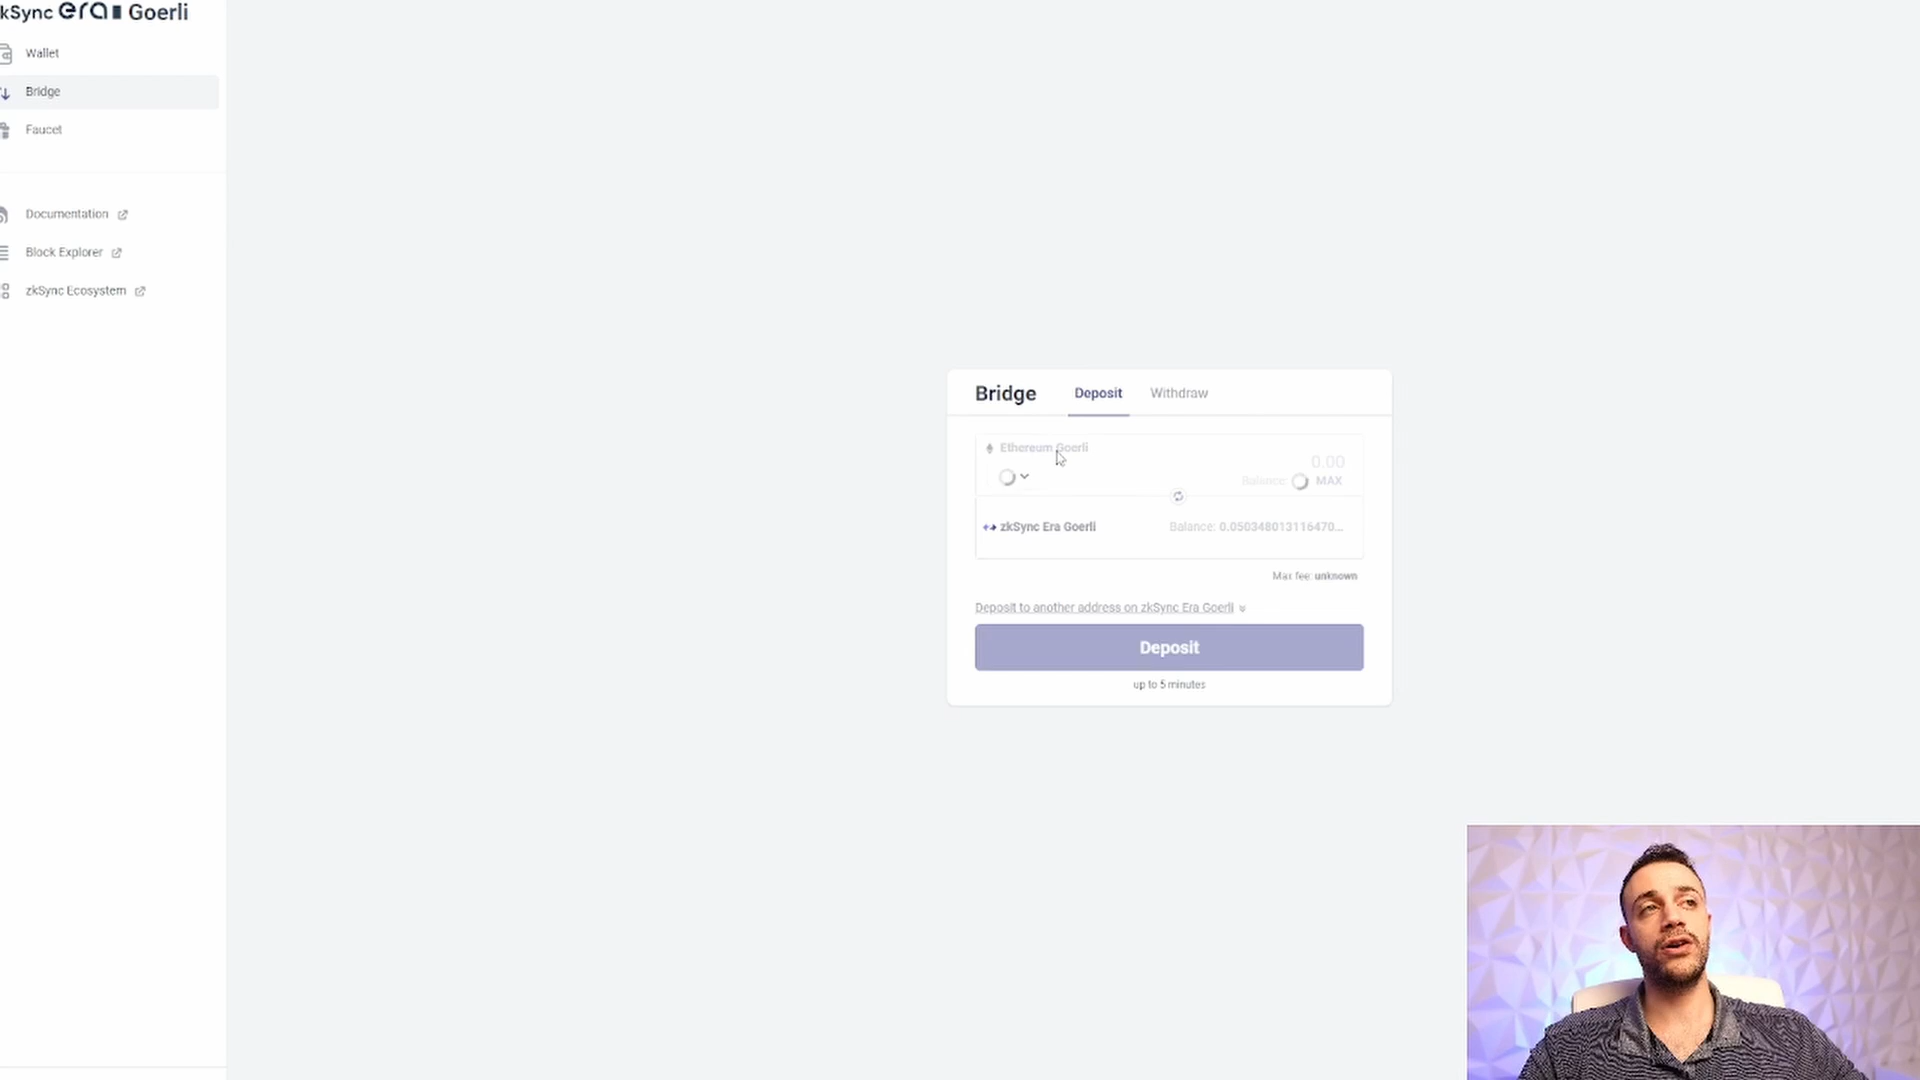 kSync era Goerli
Wallet
Bridge
Faucet
Documentation
Block Explorer
zkSync Ecosystem
Bridge Deposit Withdraw
Ethereum Goerli
0.00
Balance: MAX
zkSync Era Goerli Balance: 0.050348013116470...
Max fee: unknown
Deposit to another address on zkSync Era Goerli
Deposit
up to 5 minutes